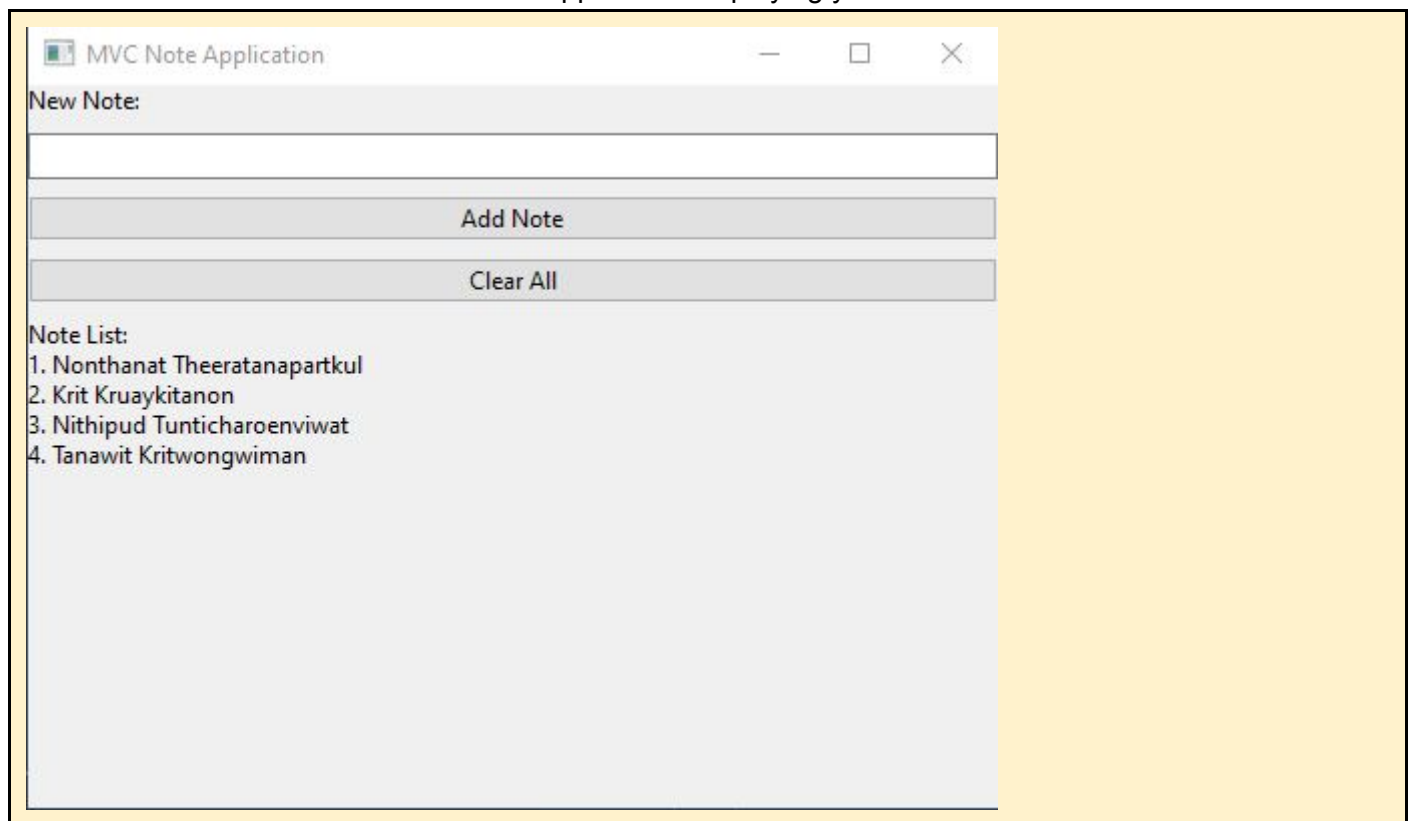 MVC Note Application
New Note:
Add Note
Clear All
Note List:
1. Nonthanat Theeratanapartkul
2. Krit Kruaykitanon
3. Nithipud Tunticharoenviwat
4. Tanawit Kritwongwiman